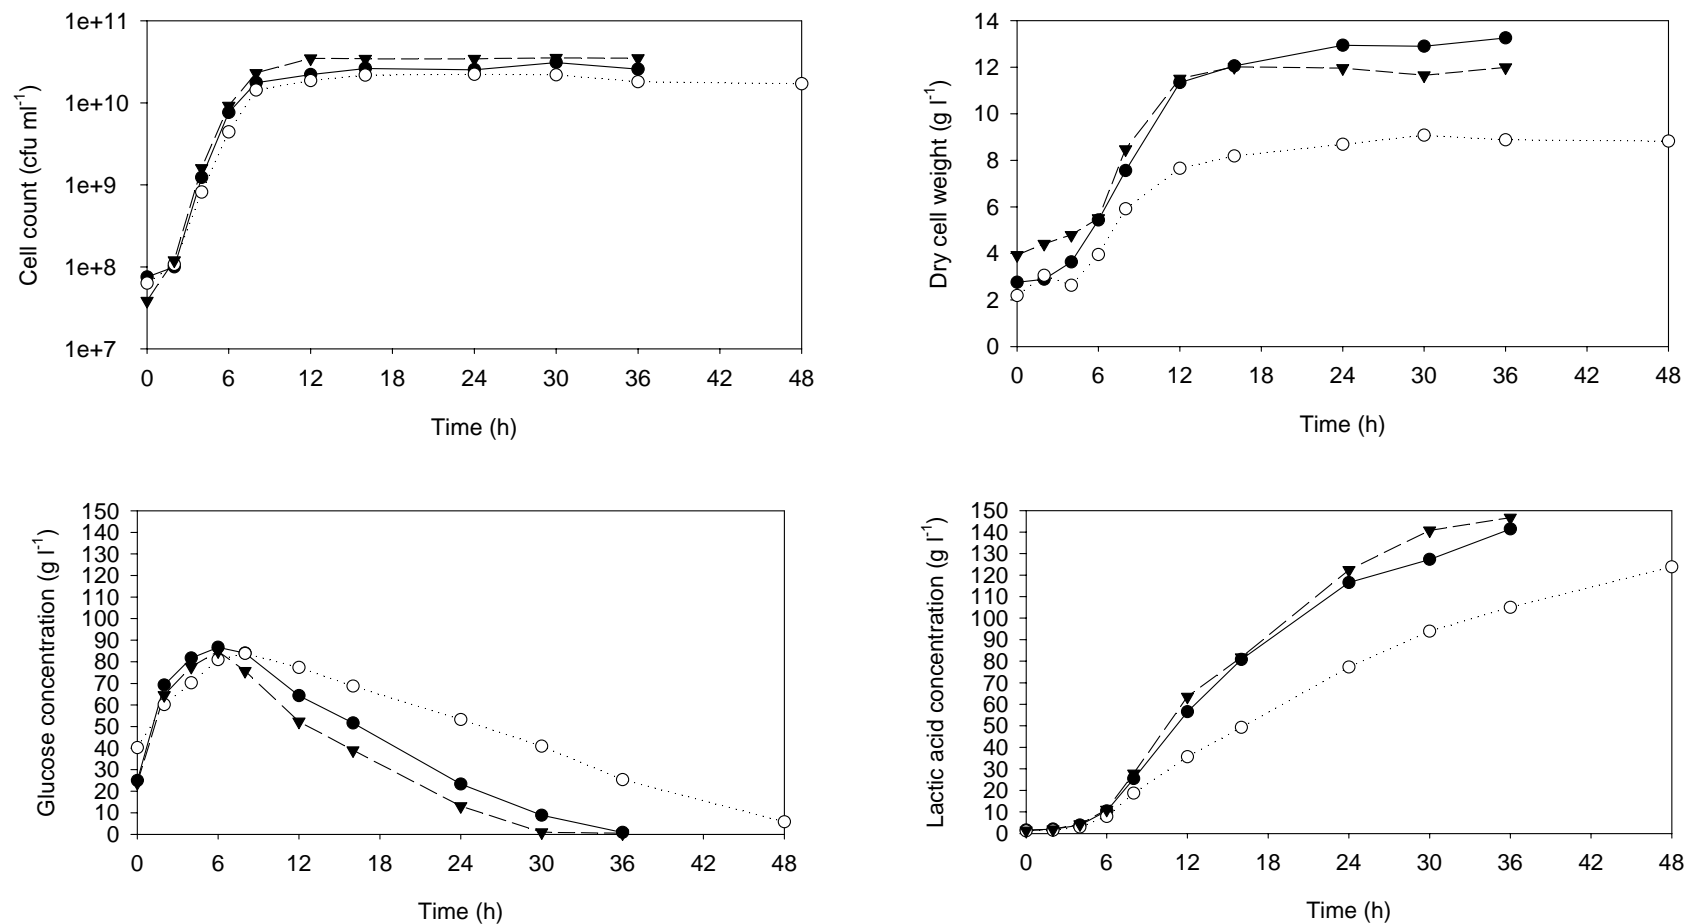 1e+11
1e+10
1e+9
1e+8
1e+7
Cell count (cfu ml⁻¹)
0 6 12 18 24 30 36 42 48
Time (h)
14
12
10
8
6
4
2
0
Dry cell weight (g l⁻¹)
0 6 12 18 24 30 36 42 48
Time (h)
150
140
130
120
110
100
90
80
70
60
50
40
30
20
10
0
Glucose concentration (g l⁻¹)
0 6 12 18 24 30 36 42 48
Time (h)
150
140
130
120
110
100
90
80
70
60
50
40
30
20
10
0
Lactic acid concentration (g l⁻¹)
0 6 12 18 24 30 36 42 48
Time (h)